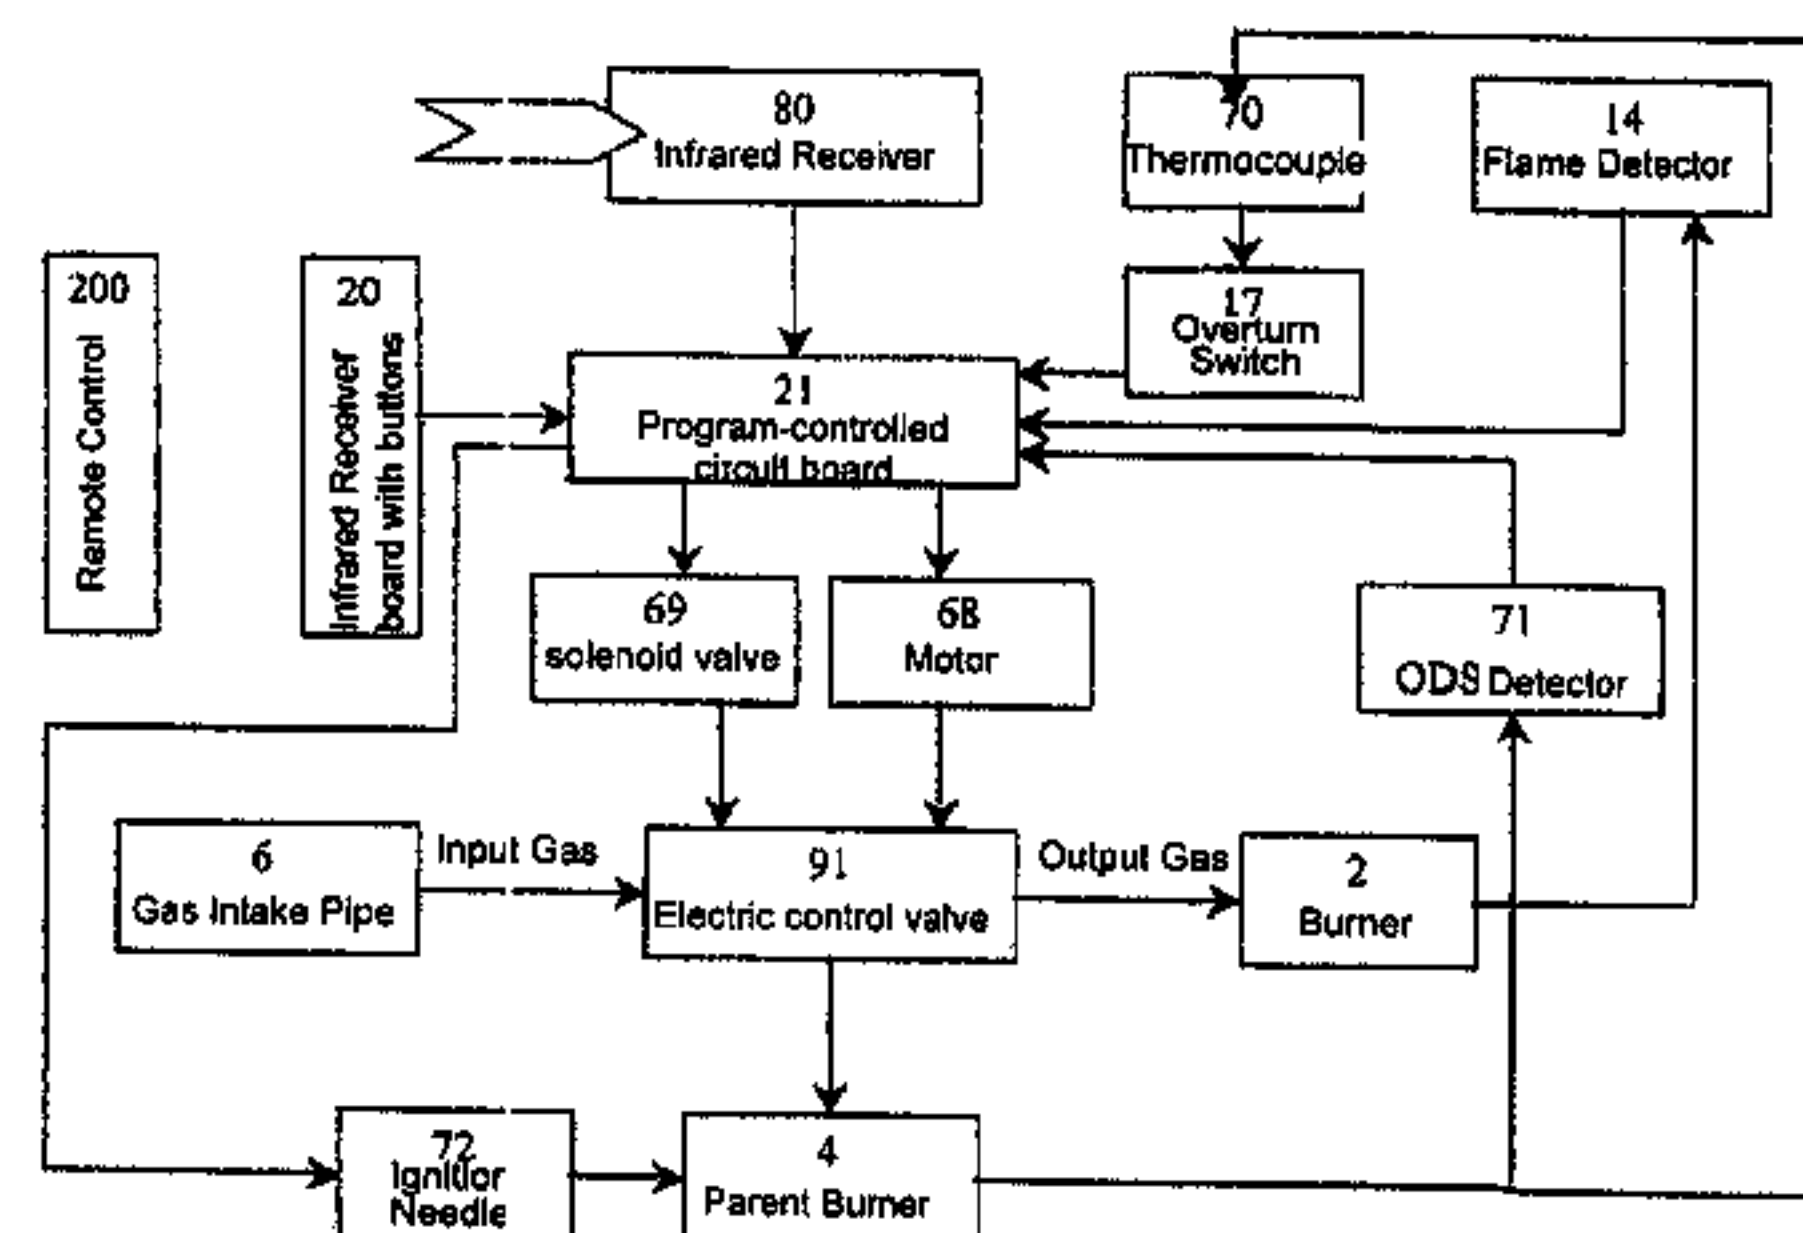 80
Infrared Receiver
70
Thermocouple
14
Flame Detector
200
Remote Control
20
Infrared Receiver
board with buttons
17
Overturn
Switch
21
Program-controlled
circuit board
69
solenoid valve
68
Motor
71
ODS Detector
6
Gas Intake Pipe
Input Gas
91
Electric control valve
Output Gas
2
Burner
72
Ignition
Needle
4
Parent Burner